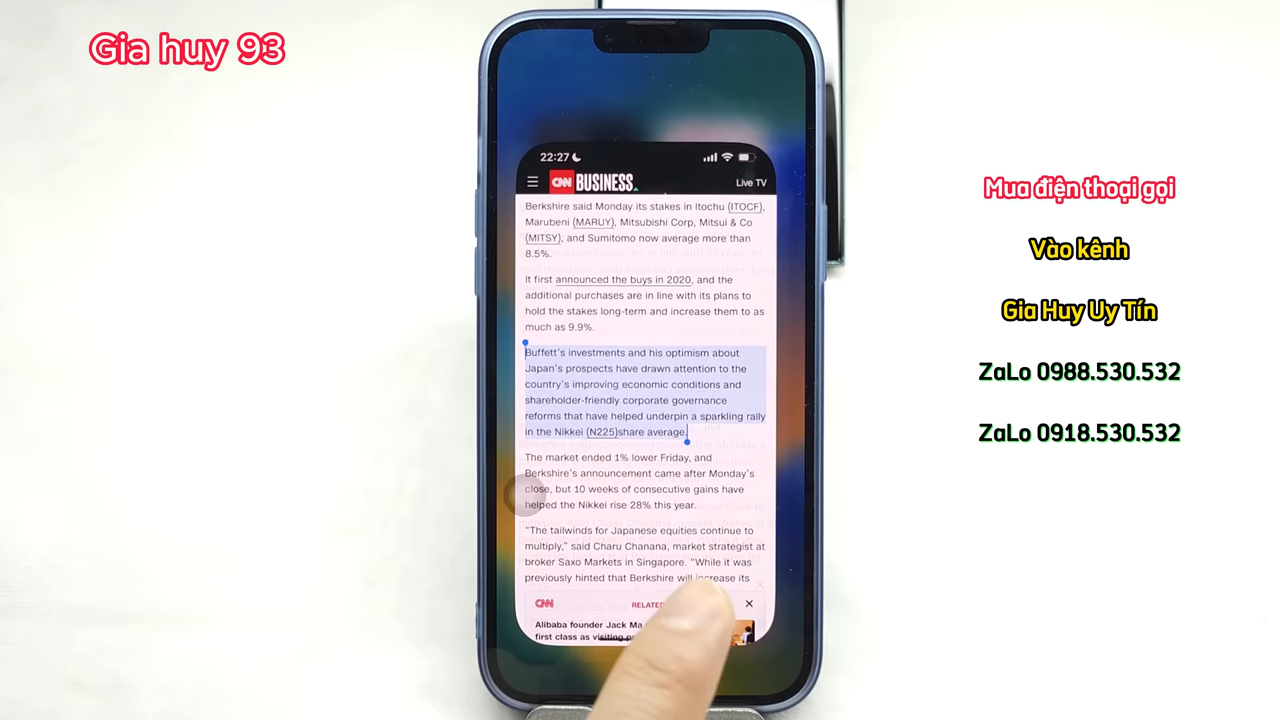 Gia huy 93
22:27
CNN BUSINESS
Live TV
Berkshire said Monday its stakes in Itochu (ITOCF),
Marubeni (MARUY), Mitsubishi Corp, Mitsui & Co
(MITSY), and Sumitomo now average more than
8.5%.
It first announced the buys in 2020, and the
additional purchases are in line with its plans to
hold the stakes long-term and increase them to as
much as 9.9%.
Buffett's investments and his optimism about
Japan's prospects have drawn attention to the
country's improving economic conditions and
shareholder-friendly corporate governance
reforms that have helped underpin a sparkling rally
in the Nikkei (N225)share average.
The market ended 1% lower Friday, and
Berkshire's announcement came after Monday's
close, but 10 weeks of consecutive gains have
helped the Nikkei rise 28% this year.
"The tailwinds for Japanese equities continue to
multiply," said Charu Chanana, market strategist at
broker Saxo Markets in Singapore. "While it was
previously hinted that Berkshire will increase its
CNN
Alibaba founder Jack Ma
first class as visiting
Mua điện thoại gọi
Vào kênh
Gia Huy Uy Tín
ZaLo 0988.530.532
ZaLo 0918.530.532